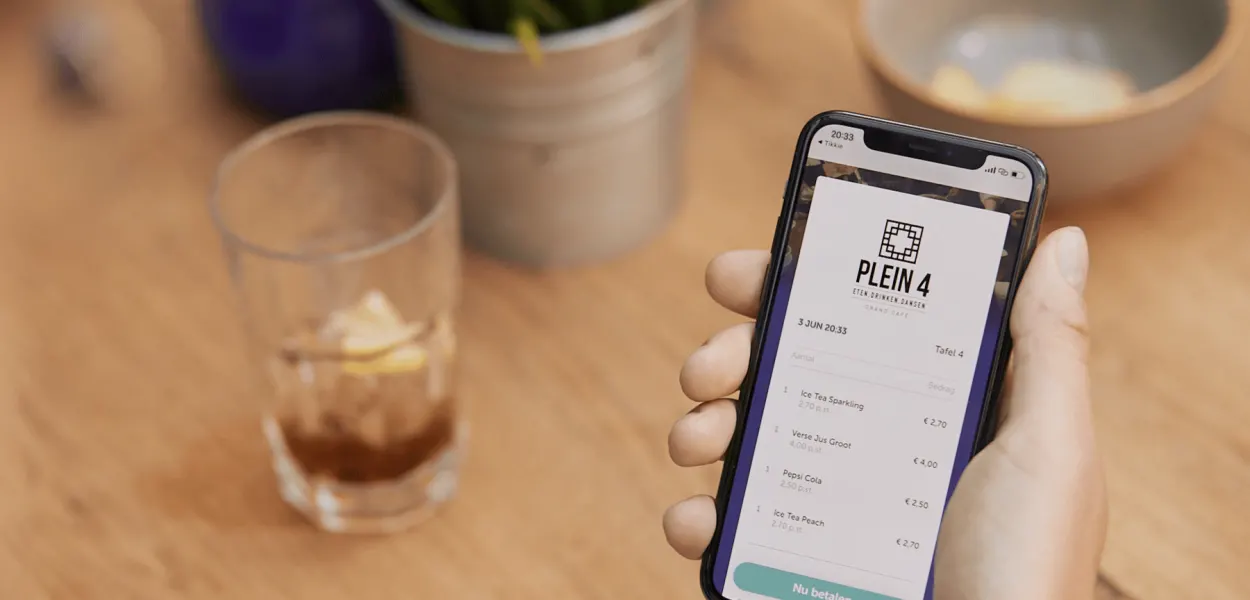 20:33
◀ Tikkie
PLEIN 4
ETEN.DRINKEN.DANSEN
GRAND CAFE
3 JUN 20:33
Tafel 4
Aantal
Bedrag
1 Ice Tea Sparkling € 2,70
2,70 p.st
1 Verse Jus Groot € 4,00
4,00 p.st
1 Pepsi Cola € 2,50
2,50 p.st
1 Ice Tea Peach € 2,70
2,70 p.st
Nu betalen